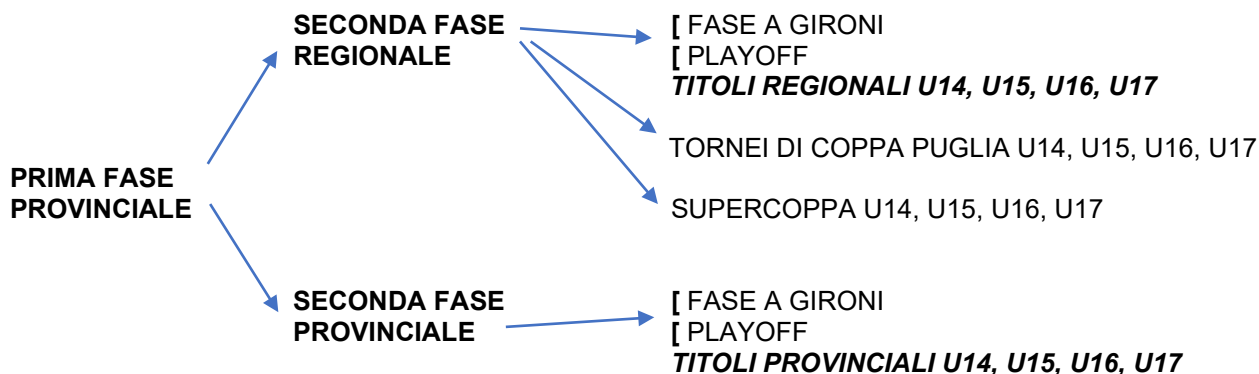 SECONDA FASE
REGIONALE
[ FASE A GIRONI
[ PLAYOFF
TITOLI REGIONALI U14, U15, U16, U17
TORNEI DI COPPA PUGLIA U14, U15, U16, U17
PRIMA FASE
PROVINCIALE
SUPERCOPPA U14, U15, U16, U17
SECONDA FASE
PROVINCIALE
[ FASE A GIRONI
[ PLAYOFF
TITOLI PROVINCIALI U14, U15, U16, U17